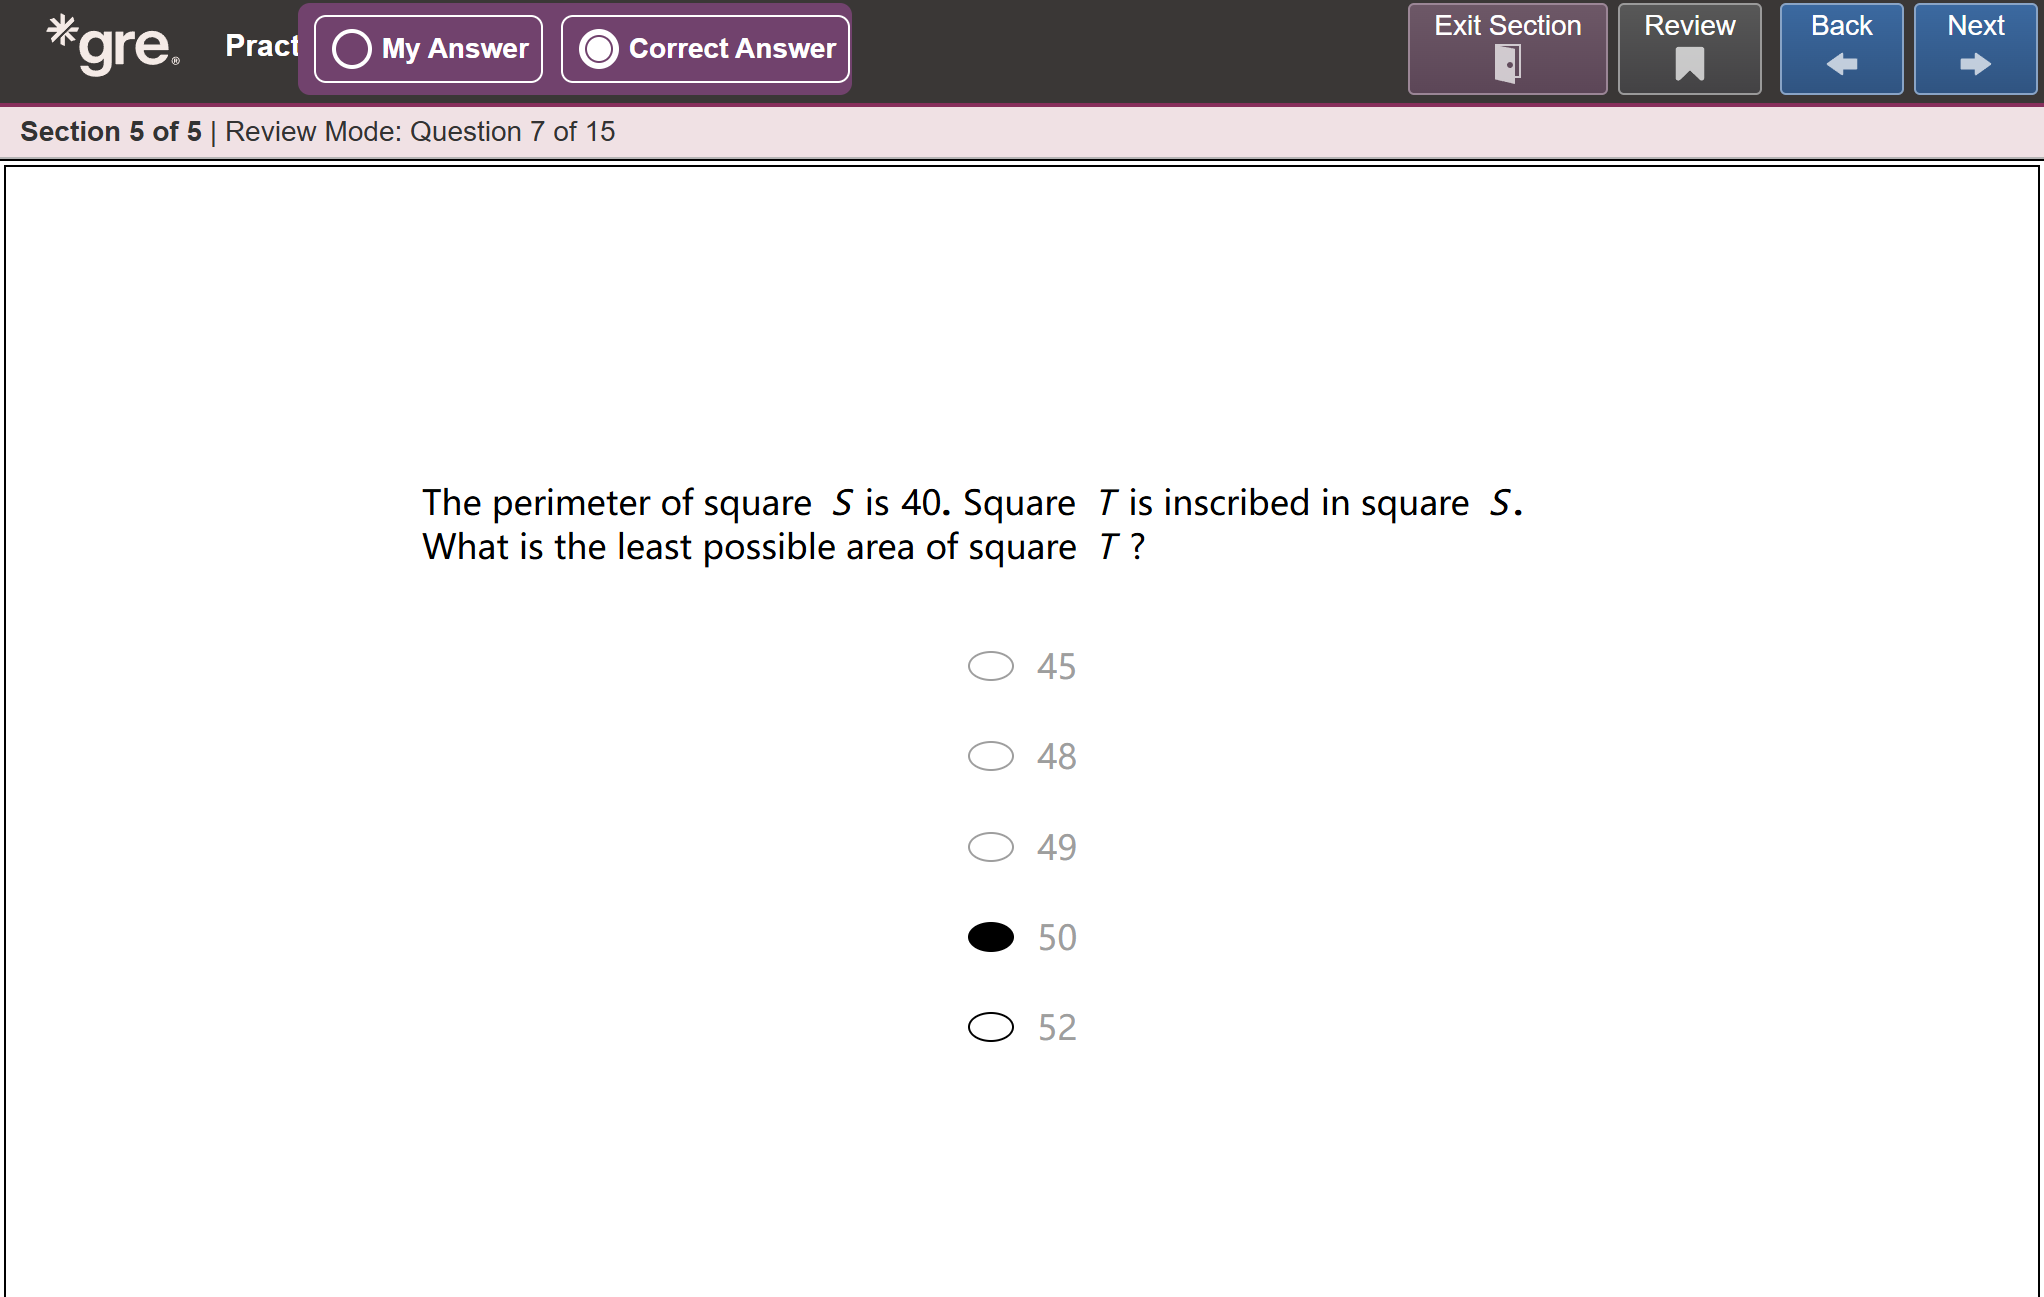 *gre®
Pract
My Answer
Correct Answer
Exit Section
Review
Back
Next
Section 5 of 5 | Review Mode: Question 7 of 15
The perimeter of square S is 40. Square T is inscribed in square S.
What is the least possible area of square T ?
45
48
49
50
52